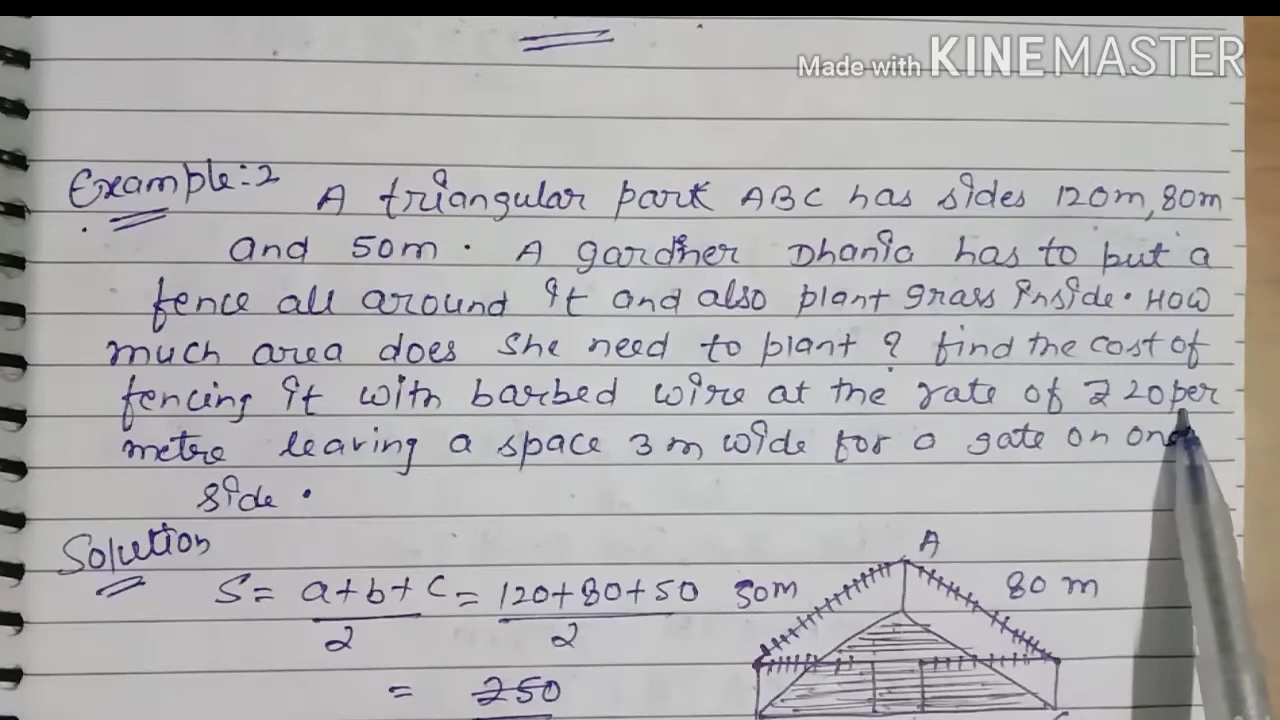 Made with KINEMASTER
Example:2 A triangular park ABC has sides 120m, 80m
and 50m. A gardner Dhania has to put a
fence all around it and also plant grass inside. How
much area does she need to plant? find the cost of
fencing it with barbed wire at the rate of ₹20 per
metre leaving a space 3m wide for a gate on one
side.
Solution
A
S = a+b+c = 120+80+50 50m 80 m
2 2
= 250